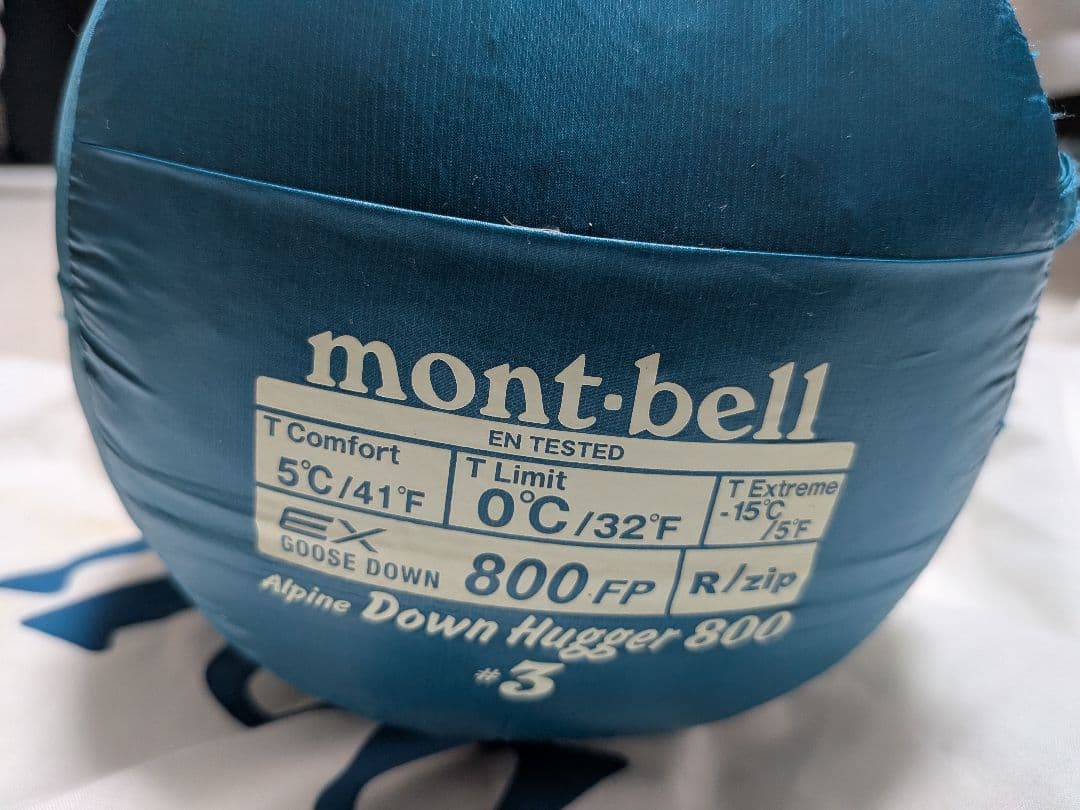 mont·bell
EN TESTED
T Comfort
5℃/41°F
T Limit
0℃/32°F
T Extreme
-15℃
/5°F
EX
GOOSE DOWN
800 FP
R/zip
Alpine Down Hugger 800
#3